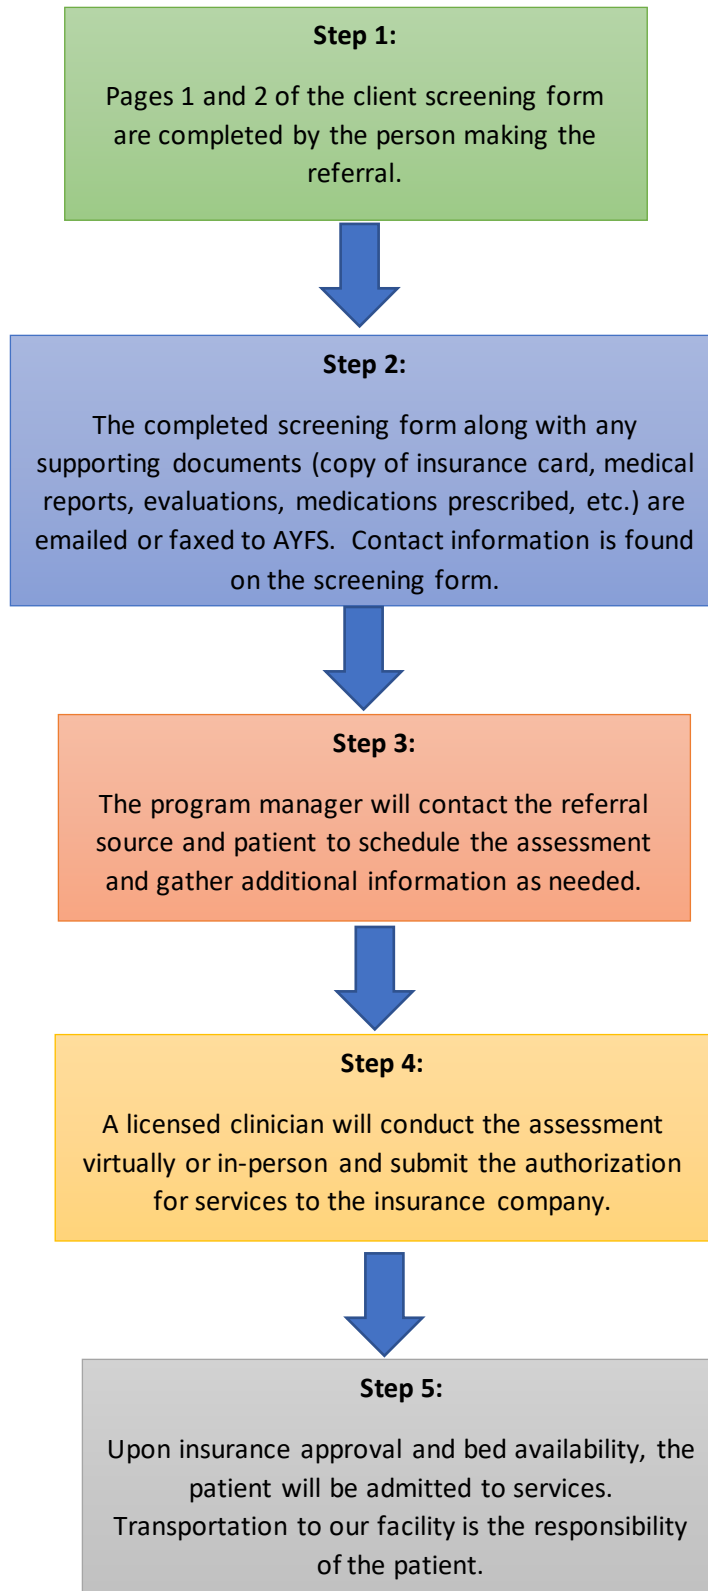 Step 1:
Pages 1 and 2 of the client screening form
are completed by the person making the
referral.
Step 2:
The completed screening form along with any
supporting documents (copy of insurance card, medical
reports, evaluations, medications prescribed, etc.) are
emailed or faxed to AYFS.  Contact information is found
on the screening form.
Step 3:
The program manager will contact the referral
source and patient to schedule the assessment
and gather additional information as needed.
Step 4:
A licensed clinician will conduct the assessment
virtually or in-person and submit the authorization
for services to the insurance company.
Step 5:
Upon insurance approval and bed availability, the
patient will be admitted to services.
Transportation to our facility is the responsibility
of the patient.